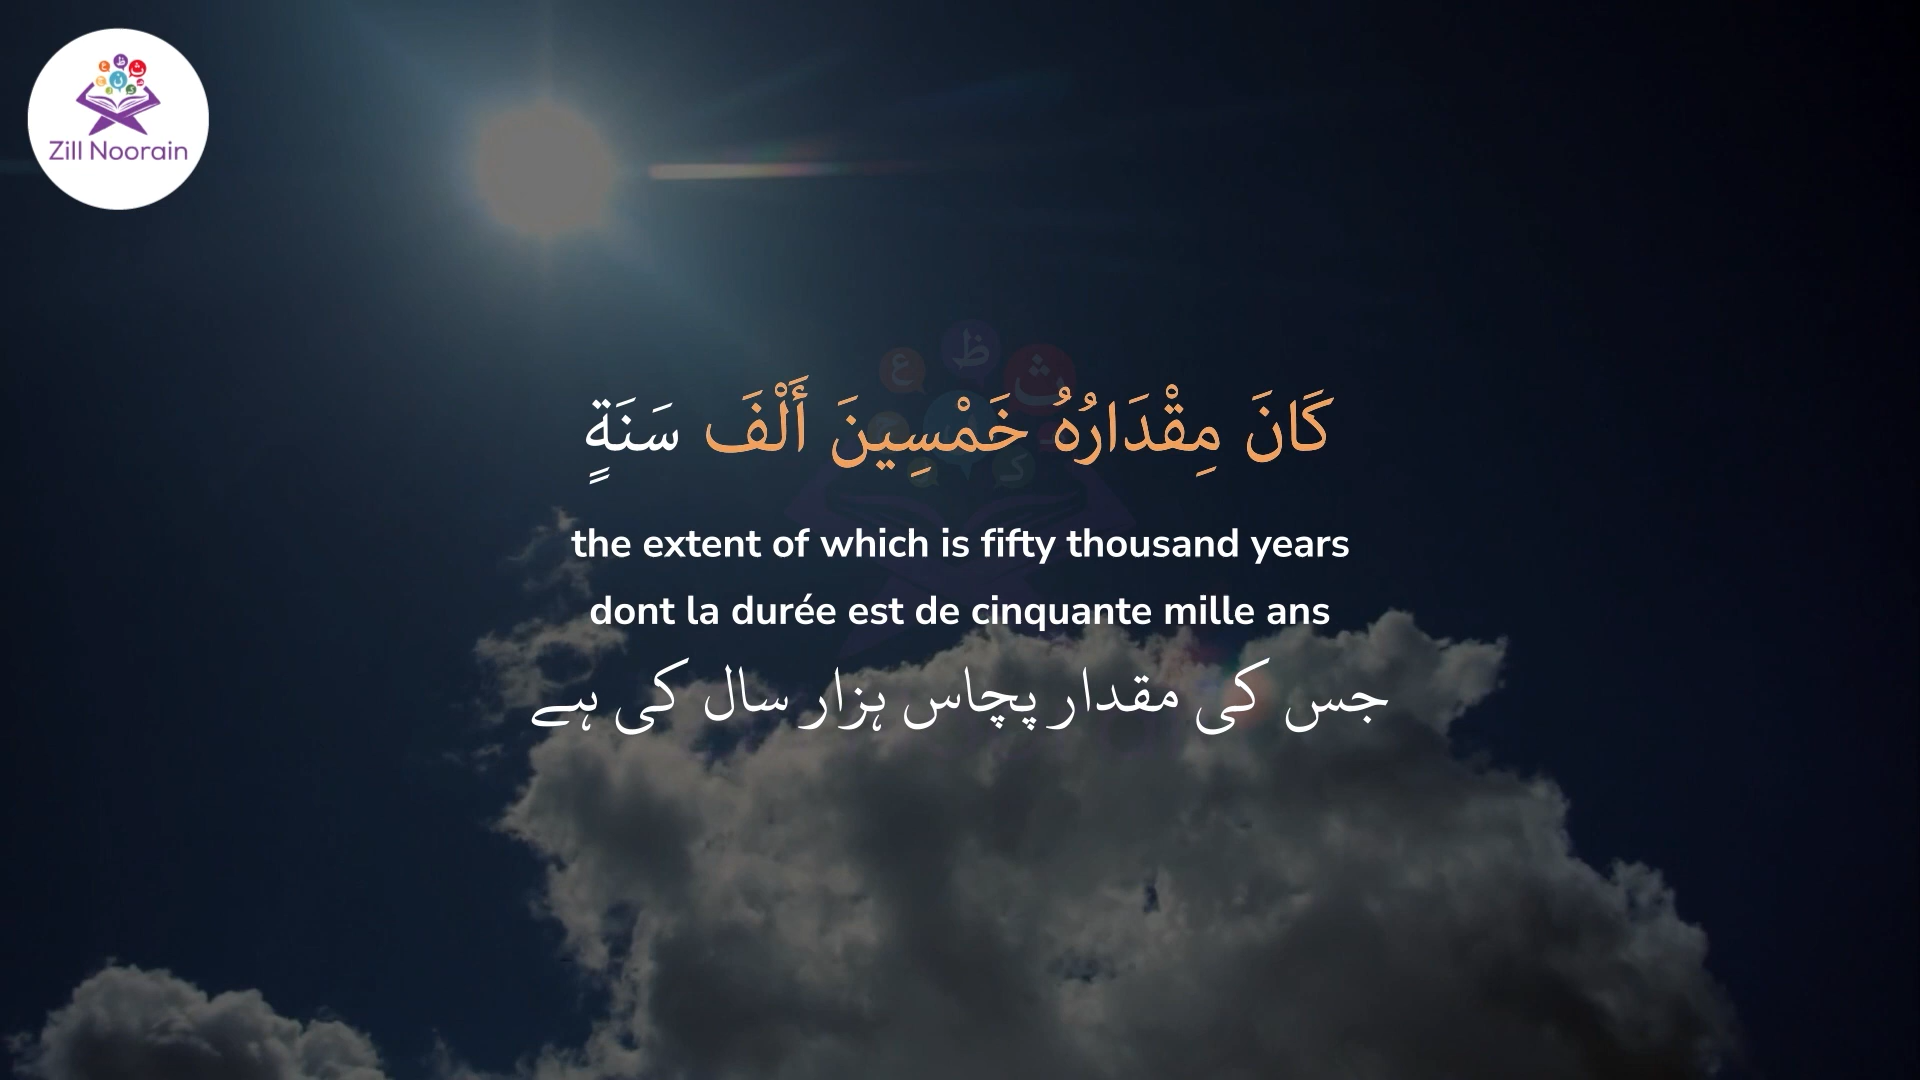 Zill Noorain
كَانَ مِقْدَارُهُ خَمْسِينَ أَلْفَ سَنَةٍ
the extent of which is fifty thousand years
dont la durée est de cinquante mille ans
جس کی مقدار پچاس ہزار سال کی ہے